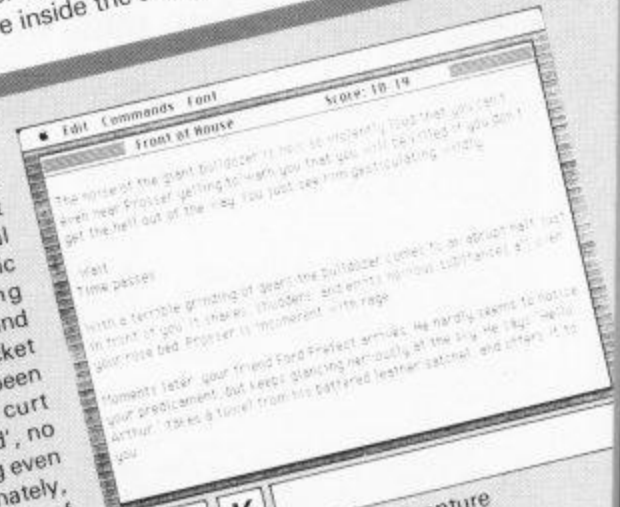 e inside the
Edit Commands Font
Front of House Score: 10 19
The noise of the giant bulldozer is now so violently loud that you can't
even hear Prosser yelling to warn you that you will be killed if you don't
get the hell out of the way. You just see him gesticulating wildly.
Wait
Time passes
With a terrible grinding of gears the bulldozer comes to an abrupt halt just
in front of you. It shakes, shudders, and emits noxious substances all over
your rose bed. Prosser is incoherent with rage.
Moments later, your friend Ford Prefect arrives. He hardly seems to notice
your predicament, but keeps glancing nervously at the sky. He says "Hello,
Arthur," takes a towel from his battered leather satchel, and offers it to
you.
t
al
ic
ng
nd
ket
been
curt
d', no
g even
nately,